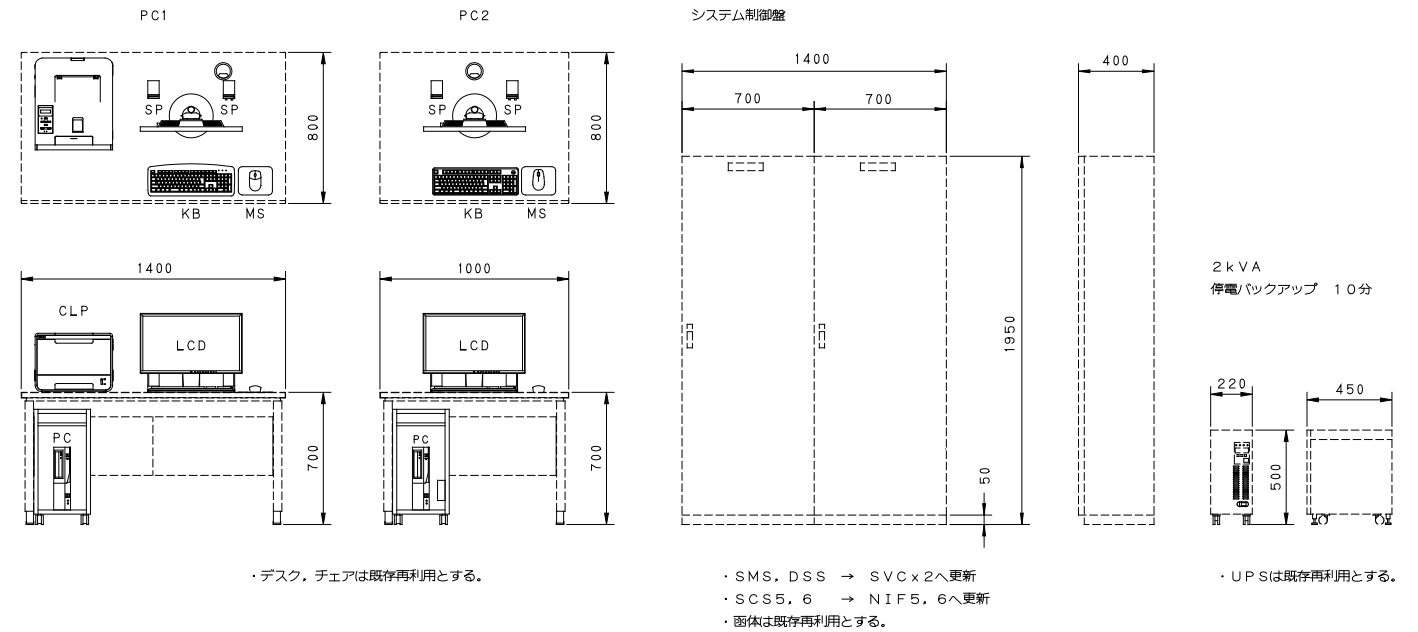 PC1
PC2
システム制御盤
1400
400
700
700
SP
SP
SP
SP
800
800
KB
MS
KB
MS
1400
1000
2kVA
停電バックアップ 10分
CLP
LCD
LCD
1950
220
450
PC
PC
700
700
50
500
・デスク,チェアは既存再利用とする。
・SMS,DSS → SVCx2へ更新
・UPSは既存再利用とする。
・SCS5,6 → NIF5,6へ更新
・函体は既存再利用とする。